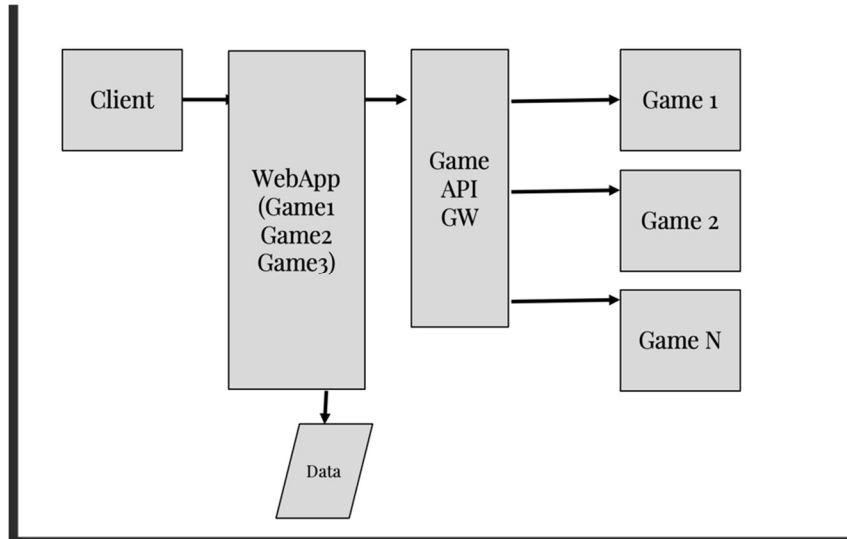 Client
WebApp
(Game1
Game2
Game3)
Game
API
GW
Game 1
Game 2
Game N
Data